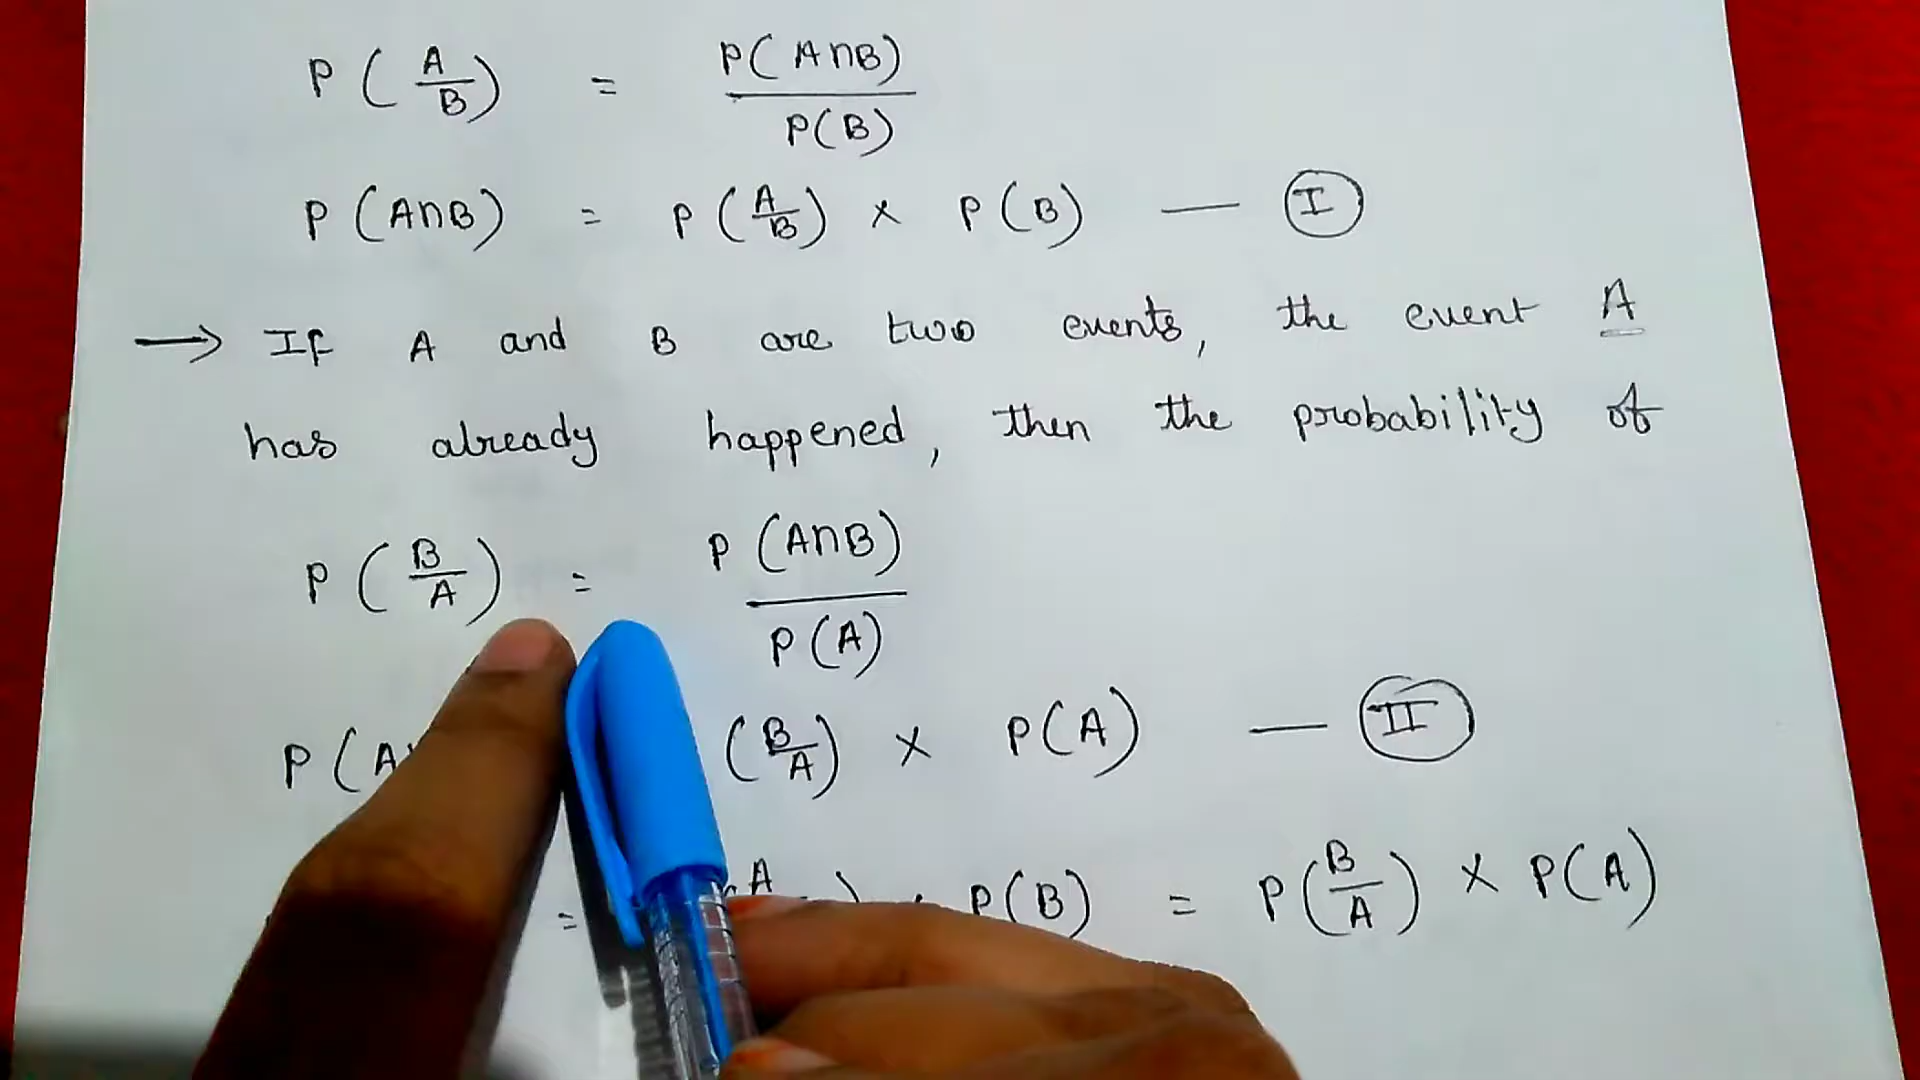 P(A/B) = P(A∩B)/P(B)
P(A∩B) = P(A/B) × P(B) — I
→ If A and B are two events, the event A
has already happened, then the probability of
P(B/A) = P(A∩B)/P(A)
P(A (B/A) × P(A) — II
= A ) P(B) = P(B/A) × P(A)